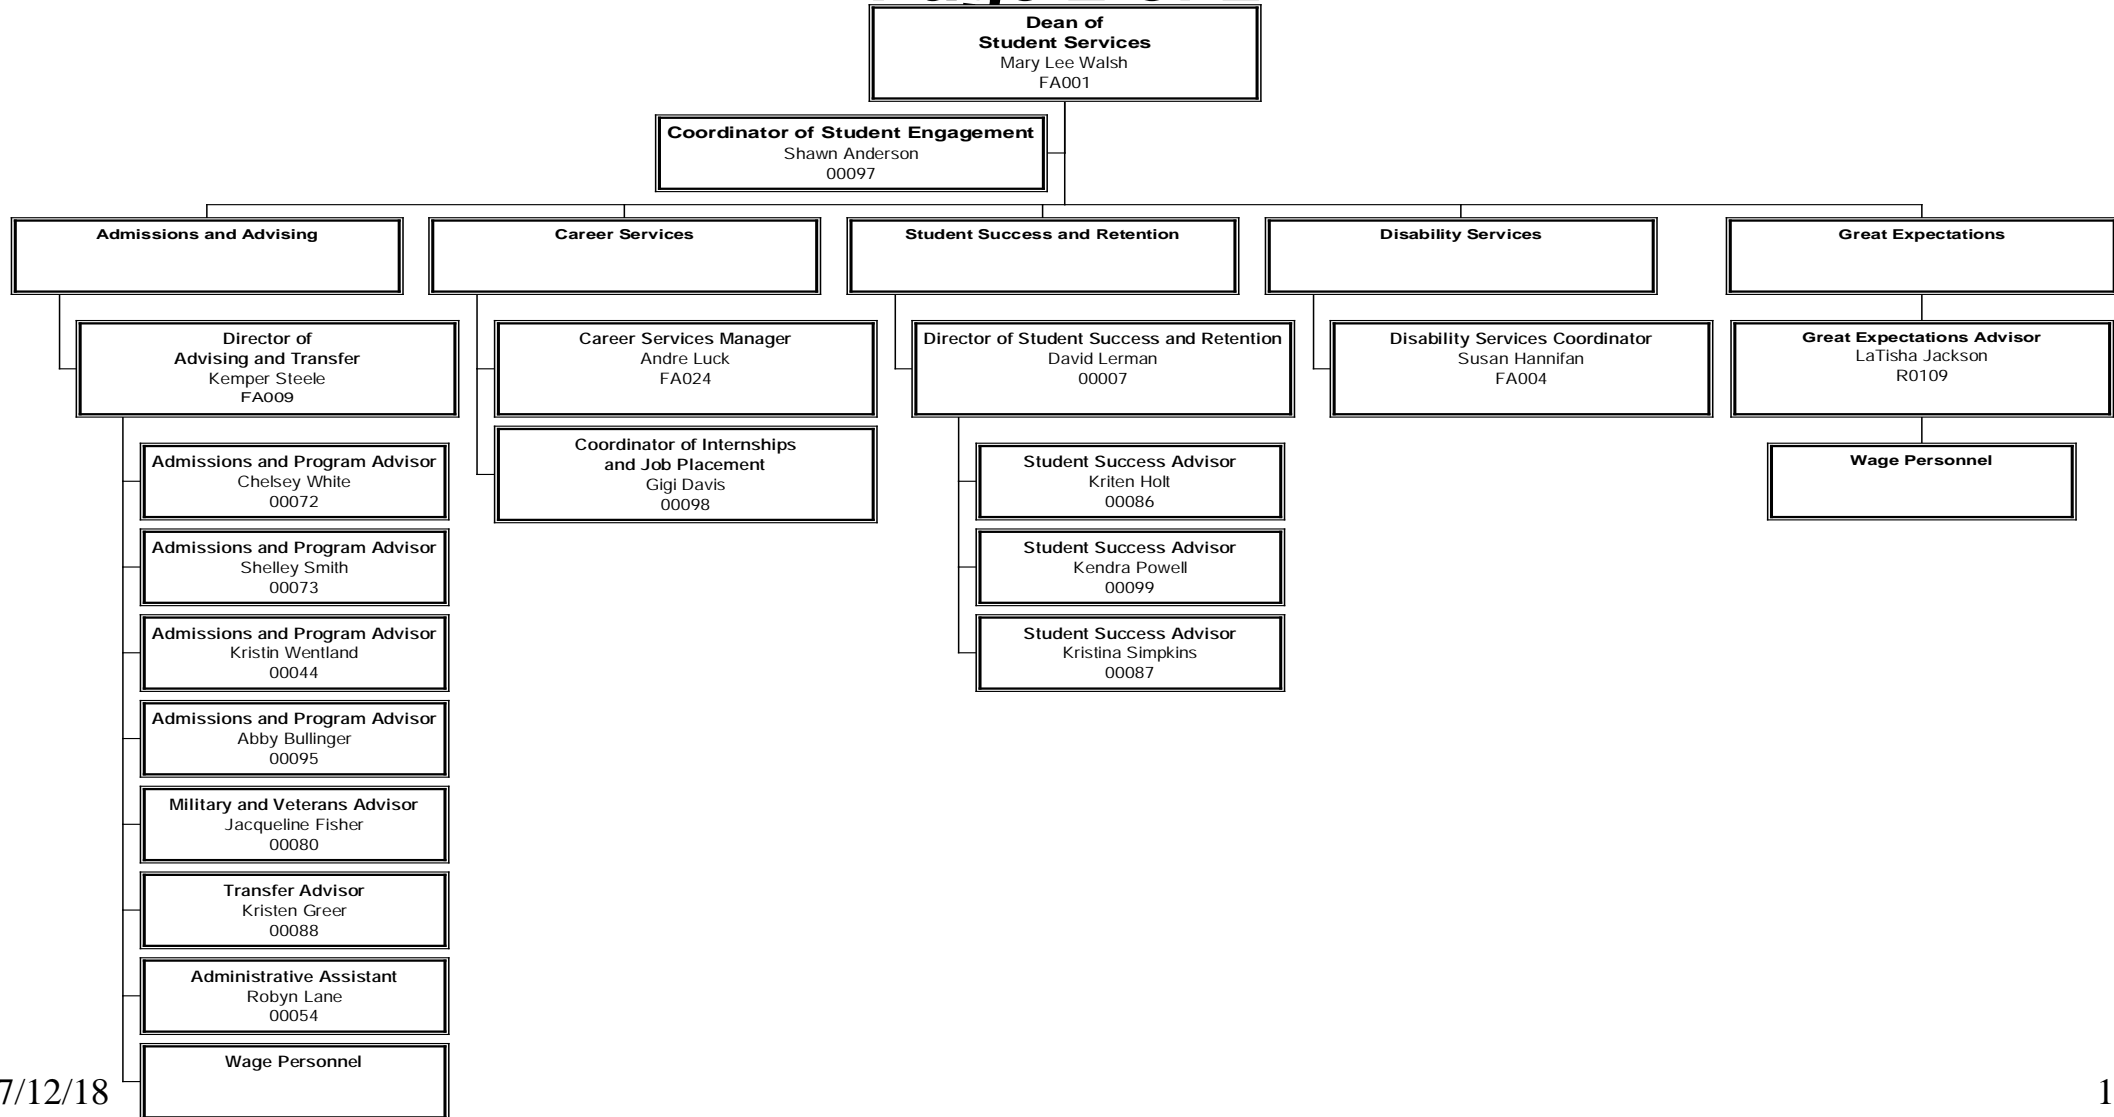 Dean of
Student Services
Mary Lee Walsh
FA001
Coordinator of Student Engagement
Shawn Anderson
00097
Admissions and Advising
Career Services
Student Success and Retention
Disability Services
Great Expectations
Director of
Advising and Transfer
Kemper Steele
FA009
Admissions and Program Advisor
Chelsey White
00072
Admissions and Program Advisor
Shelley Smith
00073
Admissions and Program Advisor
Kristin Wentland
00044
Admissions and Program Advisor
Abby Bullinger
00095
Military and Veterans Advisor
Jacqueline Fisher
00080
Transfer Advisor
Kristen Greer
00088
Administrative Assistant
Robyn Lane
00054
Wage Personnel
Career Services Manager
Andre Luck
FA024
Coordinator of Internships
and Job Placement
Gigi Davis
00098
Director of Student Success and Retention
David Lerman
00007
Student Success Advisor
Kriten Holt
00086
Student Success Advisor
Kendra Powell
00099
Student Success Advisor
Kristina Simpkins
00087
Disability Services Coordinator
Susan Hannifan
FA004
Great Expectations Advisor
LaTisha Jackson
R0109
Wage Personnel
7/12/18
1